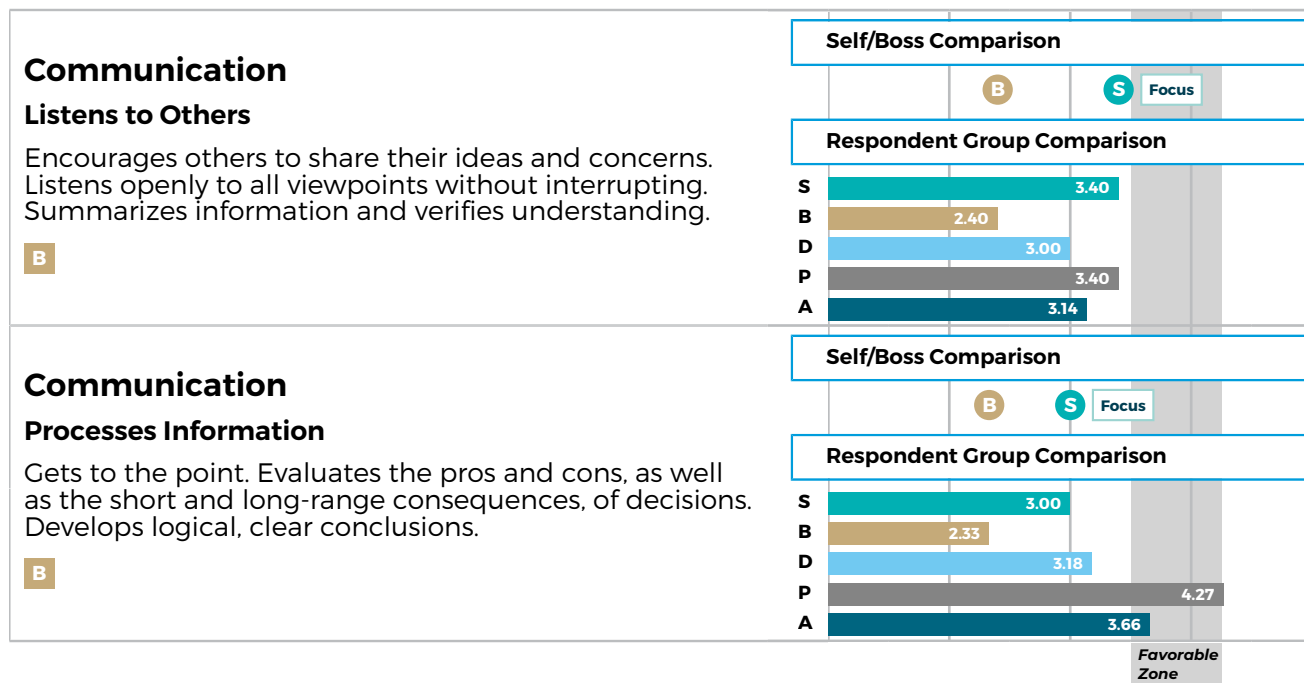 Communication
Listens to Others
Encourages others to share their ideas and concerns.
Listens openly to all viewpoints without interrupting.
Summarizes information and verifies understanding.
B
Self/Boss Comparison
B S Focus
Respondent Group Comparison
S 3.40
B 2.40
D 3.00
P 3.40
A 3.14
Communication
Processes Information
Gets to the point. Evaluates the pros and cons, as well
as the short and long-range consequences, of decisions.
Develops logical, clear conclusions.
B
Self/Boss Comparison
B S Focus
Respondent Group Comparison
S 3.00
B 2.33
D 3.18
P 4.27
A 3.66
Favorable
Zone